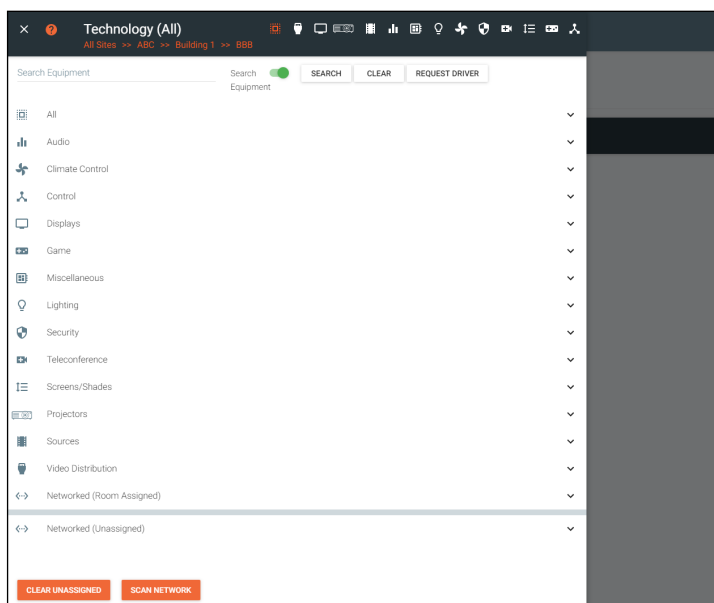 Technology (All)
All Sites >> ABC >> Building 1 >> BBB
Search Equipment
Search
Equipment
SEARCH
CLEAR
REQUEST DRIVER
All
Audio
Climate Control
Control
Displays
Game
Miscellaneous
Lighting
Security
Teleconference
Screens/Shades
Projectors
Sources
Video Distribution
Networked (Room Assigned)
Networked (Unassigned)
CLEAR UNASSIGNED
SCAN NETWORK